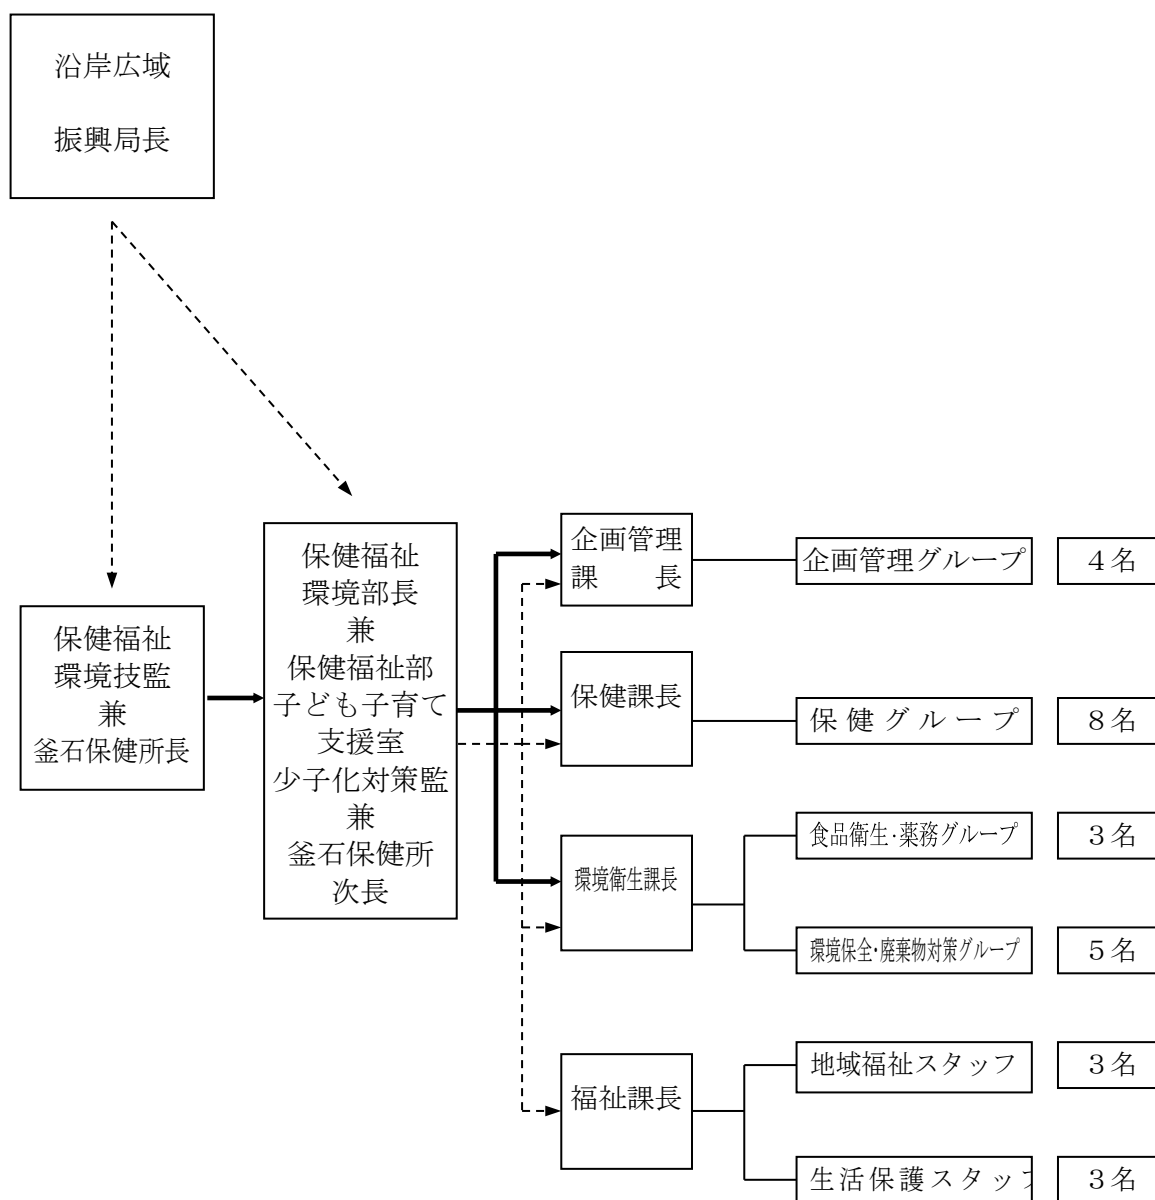 沿岸広域
振興局長
保健福祉
環境技監
兼
釜石保健所長
保健福祉
環境部長
兼
保健福祉部
子ども子育て
支援室
少子化対策監
兼
釜石保健所
次長
企画管理
課　　長
企画管理グループ　４名
保健課長
保健グループ　８名
環境衛生課長
食品衛生・薬務グループ　３名
環境保全・廃棄物対策グループ　５名
福祉課長
地域福祉スタッフ　３名
生活保護スタッフ　３名